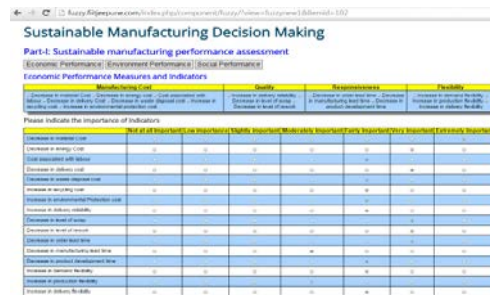 fuzzy.fitjeepune.com/index.php/component/fuzzy/?view=fuzzynew1&Itemid=102
Sustainable Manufacturing Decision Making
Part-I: Sustainable manufacturing performance assessment
Economic Performance Environment Performance Social Performance
Economic Performance Measures and Indicators
Manufacturing Cost Quality Responsiveness Flexibility
Please indicate the importance of Indicators
Not at all Important Low importance Slightly Important Moderately Important Fairly Important Very Important Extremely Important
Decrease in material Cost
Decrease in energy Cost
Cost associated with labour
Decrease in delivery cost
Decrease in waste disposal cost
Increase in recycling cost
Increase in environmental Protection cost
Increase in delivery reliability
Decrease in level of scrap
Decrease in level of rework
Decrease in order lead time
Decrease in manufacturing lead time
Decrease in product development time
Increase in demand flexibility
Increase in production flexibility
Increase in delivery flexibility